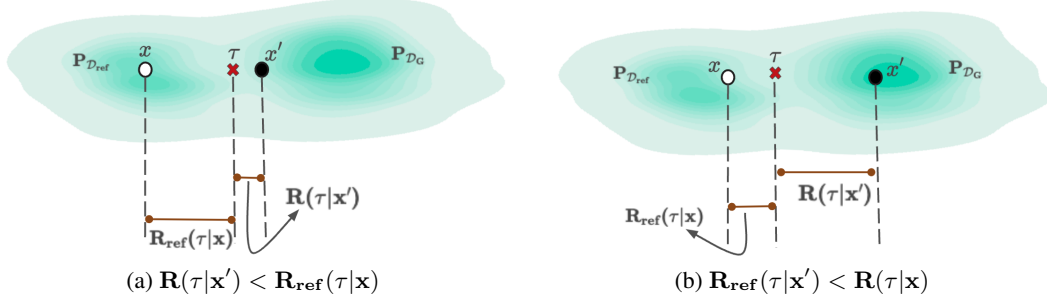 x
τ
x′
P_{D_ref}
P_{D_G}
R(τ|x′)
R_ref(τ|x)
(a) R(τ|x′) < R_ref(τ|x)
x
τ
x′
P_{D_ref}
P_{D_G}
R(τ|x′)
R_ref(τ|x)
(b) R_ref(τ|x′) < R(τ|x)